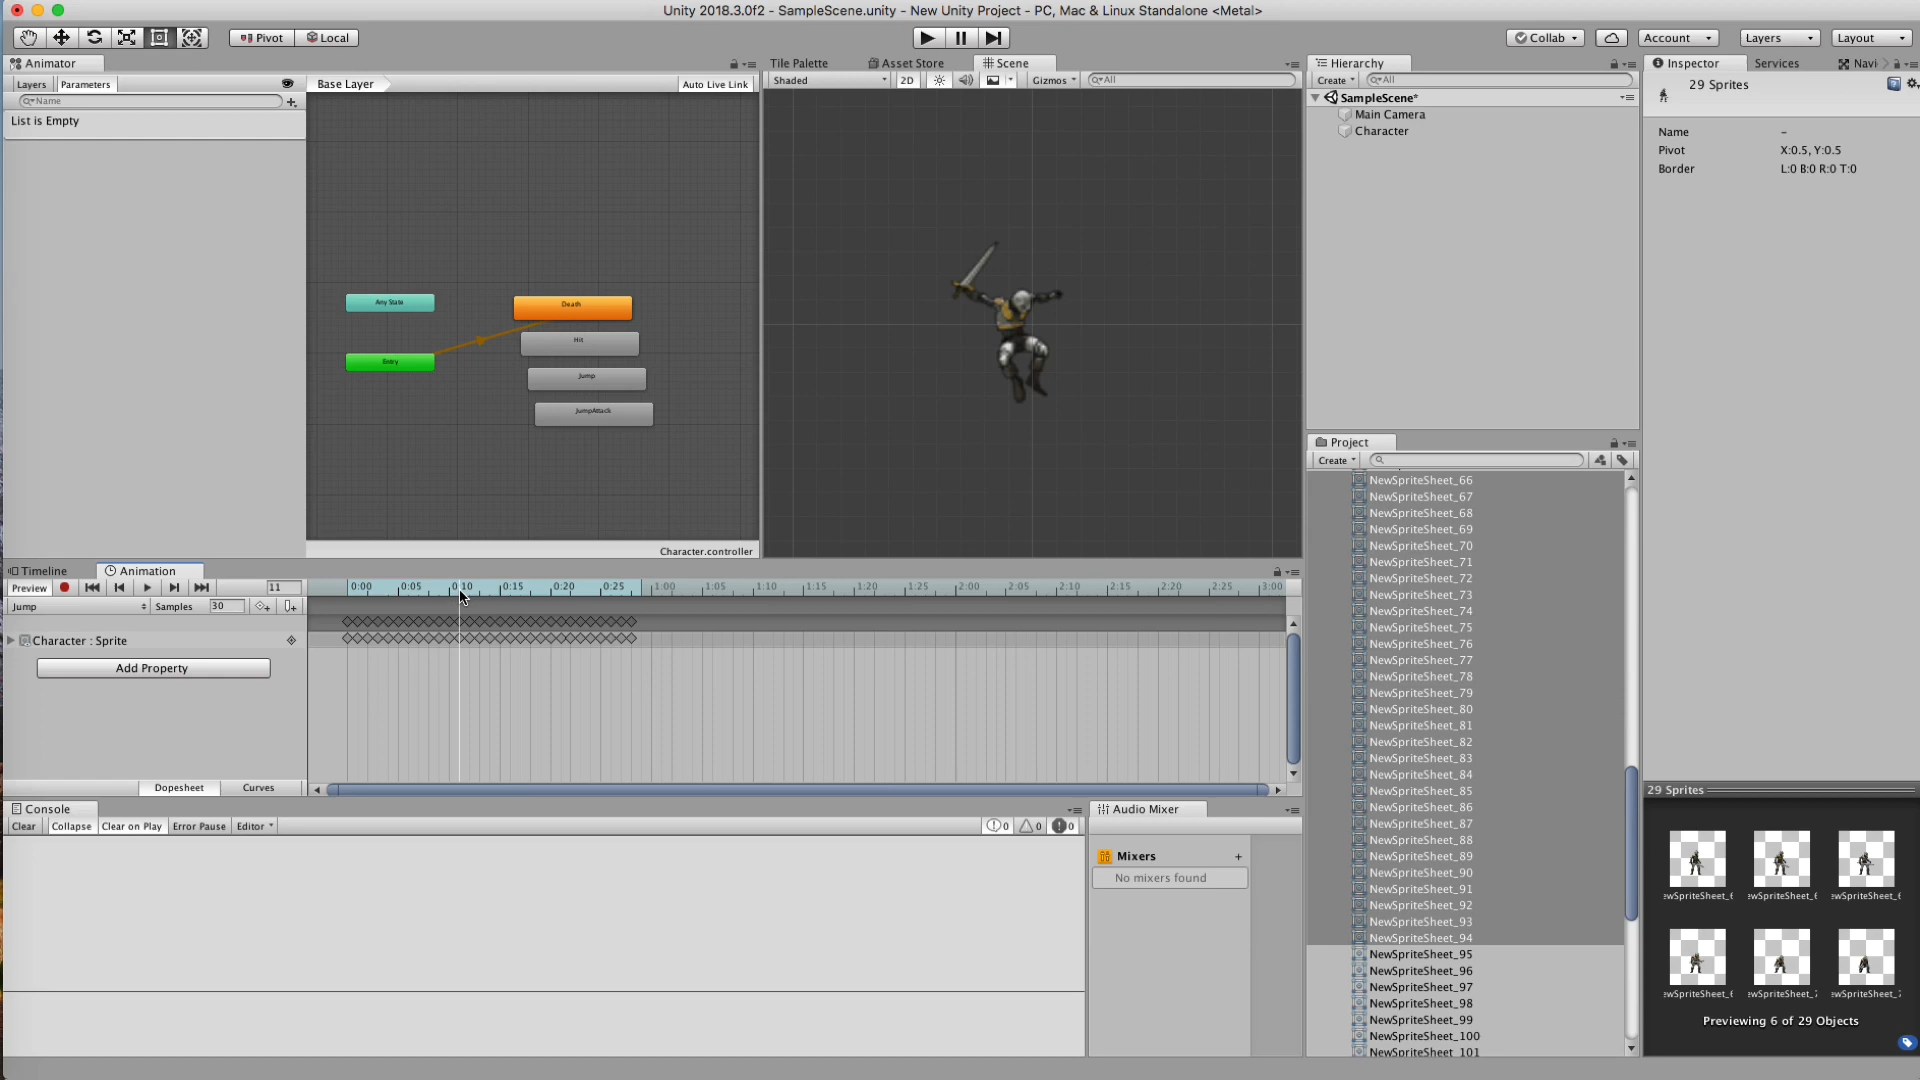 Unity 2018.3.0f2 - SampleScene.unity - New Unity Project - PC, Mac & Linux Standalone <Metal>
Pivot
Local
Collab
Account
Layers
Layout
Animator
Layers
Parameters
Name
List is Empty
Base Layer
Auto Live Link
Any State
Entry
Death
Hit
Jump
JumpAttack
Character.controller
Tile Palette
Asset Store
Scene
Shaded
2D
Gizmos
All
Hierarchy
Create
All
SampleScene*
Main Camera
Character
Inspector
Services
Navi
29 Sprites
Name
-
Pivot
X:0.5, Y:0.5
Border
L:0 B:0 R:0 T:0
Project
Create
NewSpriteSheet_66
NewSpriteSheet_67
NewSpriteSheet_68
NewSpriteSheet_69
NewSpriteSheet_70
NewSpriteSheet_71
NewSpriteSheet_72
NewSpriteSheet_73
NewSpriteSheet_74
NewSpriteSheet_75
NewSpriteSheet_76
NewSpriteSheet_77
NewSpriteSheet_78
NewSpriteSheet_79
NewSpriteSheet_80
NewSpriteSheet_81
NewSpriteSheet_82
NewSpriteSheet_83
NewSpriteSheet_84
NewSpriteSheet_85
NewSpriteSheet_86
NewSpriteSheet_87
NewSpriteSheet_88
NewSpriteSheet_89
NewSpriteSheet_90
NewSpriteSheet_91
NewSpriteSheet_92
NewSpriteSheet_93
NewSpriteSheet_94
NewSpriteSheet_95
NewSpriteSheet_96
NewSpriteSheet_97
NewSpriteSheet_98
NewSpriteSheet_99
NewSpriteSheet_100
NewSpriteSheet_101
Timeline
Animation
Preview
11
0:00 0:05 0:10 0:15 0:20 0:25 1:00 1:05 1:10 1:15 1:20 1:25 2:00 2:05 2:10 2:15 2:20 2:25 3:00
Jump
Samples
30
Character : Sprite
Add Property
Dopesheet
Curves
Console
Clear
Collapse
Clear on Play
Error Pause
Editor
0
0
0
Audio Mixer
Mixers
No mixers found
29 Sprites
Previewing 6 of 29 Objects